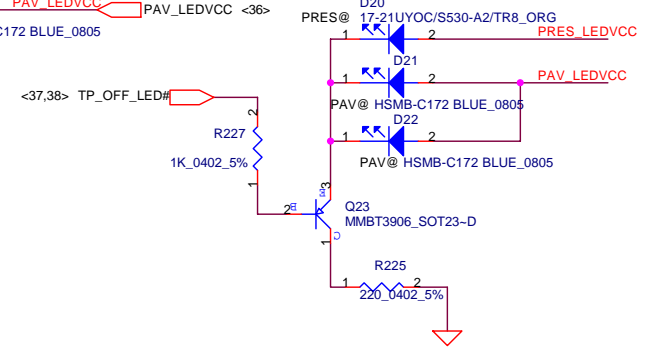 PAV_LEDVCC
PAV_LEDVCC <36>
C172 BLUE_0805
D20
PRES@ 17-21UYOC/S530-A2/TR8_ORG
1 2 PRES_LEDVCC
D21
1 2 PAV_LEDVCC
PAV@ HSMB-C172 BLUE_0805
D22
1 2
PAV@ HSMB-C172 BLUE_0805
<37,38> TP_OFF_LED#
2
R227
1K_0402_5%
1
3
E
2
B
Q23
MMBT3906_SOT23~D
C
1
R225
1 2
220_0402_5%